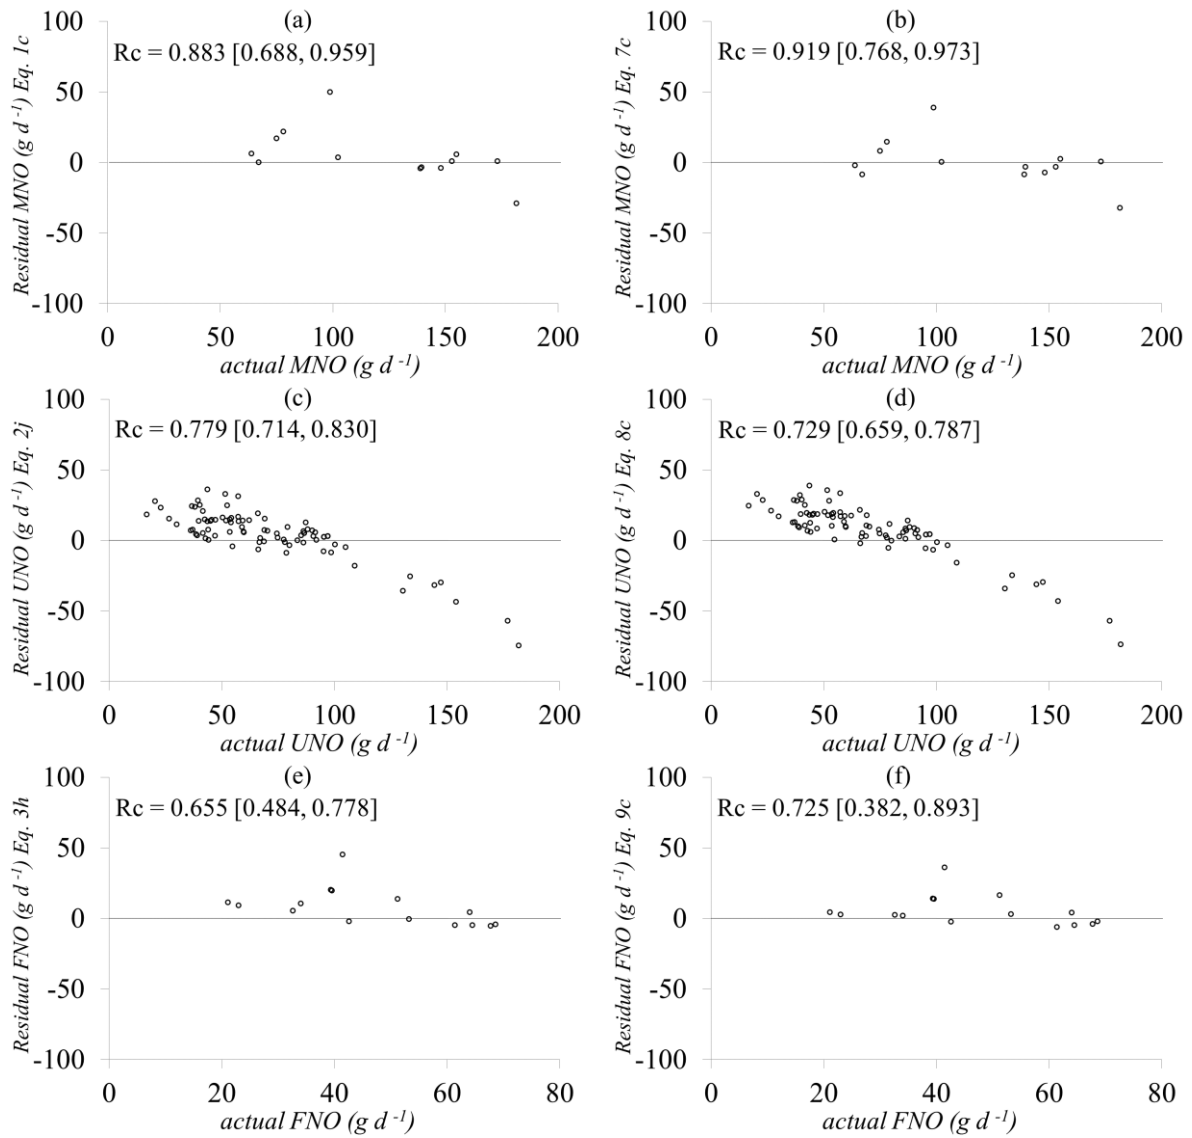 (a)
Rc = 0.883 [0.688, 0.959]
Residual MNO (g d -1) Eq. 1c
100
50
0
-50
-100
0 50 100 150 200
actual MNO (g d -1)
(b)
Rc = 0.919 [0.768, 0.973]
Residual MNO (g d -1) Eq. 7c
100
50
0
-50
-100
0 50 100 150 200
actual MNO (g d -1)
(c)
Rc = 0.779 [0.714, 0.830]
Residual UNO (g d -1) Eq. 2j
100
50
0
-50
-100
0 50 100 150 200
actual UNO (g d -1)
(d)
Rc = 0.729 [0.659, 0.787]
Residual UNO (g d -1) Eq. 8c
100
50
0
-50
-100
0 50 100 150 200
actual UNO (g d -1)
(e)
Rc = 0.655 [0.484, 0.778]
Residual FNO (g d -1) Eq. 3h
100
50
0
-50
-100
0 20 40 60 80
actual FNO (g d -1)
(f)
Rc = 0.725 [0.382, 0.893]
Residual FNO (g d -1) Eq. 9c
100
50
0
-50
-100
0 20 40 60 80
actual FNO (g d -1)